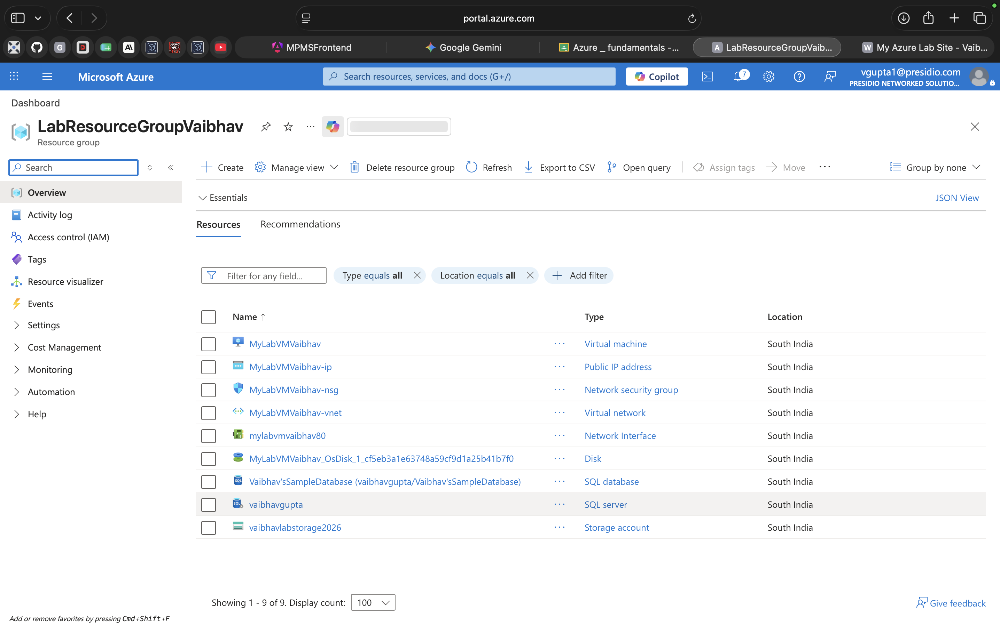 portal.azure.com
G
MPMSFrontend
Google Gemini
Azure _ fundamentals -...
A
LabResourceGroupVaib...
W
My Azure Lab Site – Vaib...
Microsoft Azure
Search resources, services, and docs (G+/)
Copilot
7
vgupta1@presidio.com
PRESIDIO NETWORKED SOLUTIO...
Dashboard
LabResourceGroupVaibhav
Resource group
Search
Create
Manage view
Delete resource group
Refresh
Export to CSV
Open query
Assign tags
Move
Group by none
Overview
Activity log
Access control (IAM)
Tags
Resource visualizer
Events
Settings
Cost Management
Monitoring
Automation
Help
Essentials
JSON View
Resources
Recommendations
Filter for any field...
Type equals all
Location equals all
Add filter
Name ↑ Type Location
MyLabVMVaibhav ... Virtual machine South India
MyLabVMVaibhav-ip ... Public IP address South India
MyLabVMVaibhav-nsg ... Network security group South India
MyLabVMVaibhav-vnet ... Virtual network South India
mylabvmvaibhav80 ... Network Interface South India
MyLabVMVaibhav_OsDisk_1_cf5eb3a1e63748a59cf9d1a25b41b7f0 ... Disk South India
Vaibhav'sSampleDatabase (vaibhavgupta/Vaibhav'sSampleDatabase) ... SQL database South India
vaibhavgupta ... SQL server South India
vaibhavlabstorage2026 ... Storage account South India
Showing 1 - 9 of 9. Display count: 100
Give feedback
Add or remove favorites by pressing Cmd+Shift+F